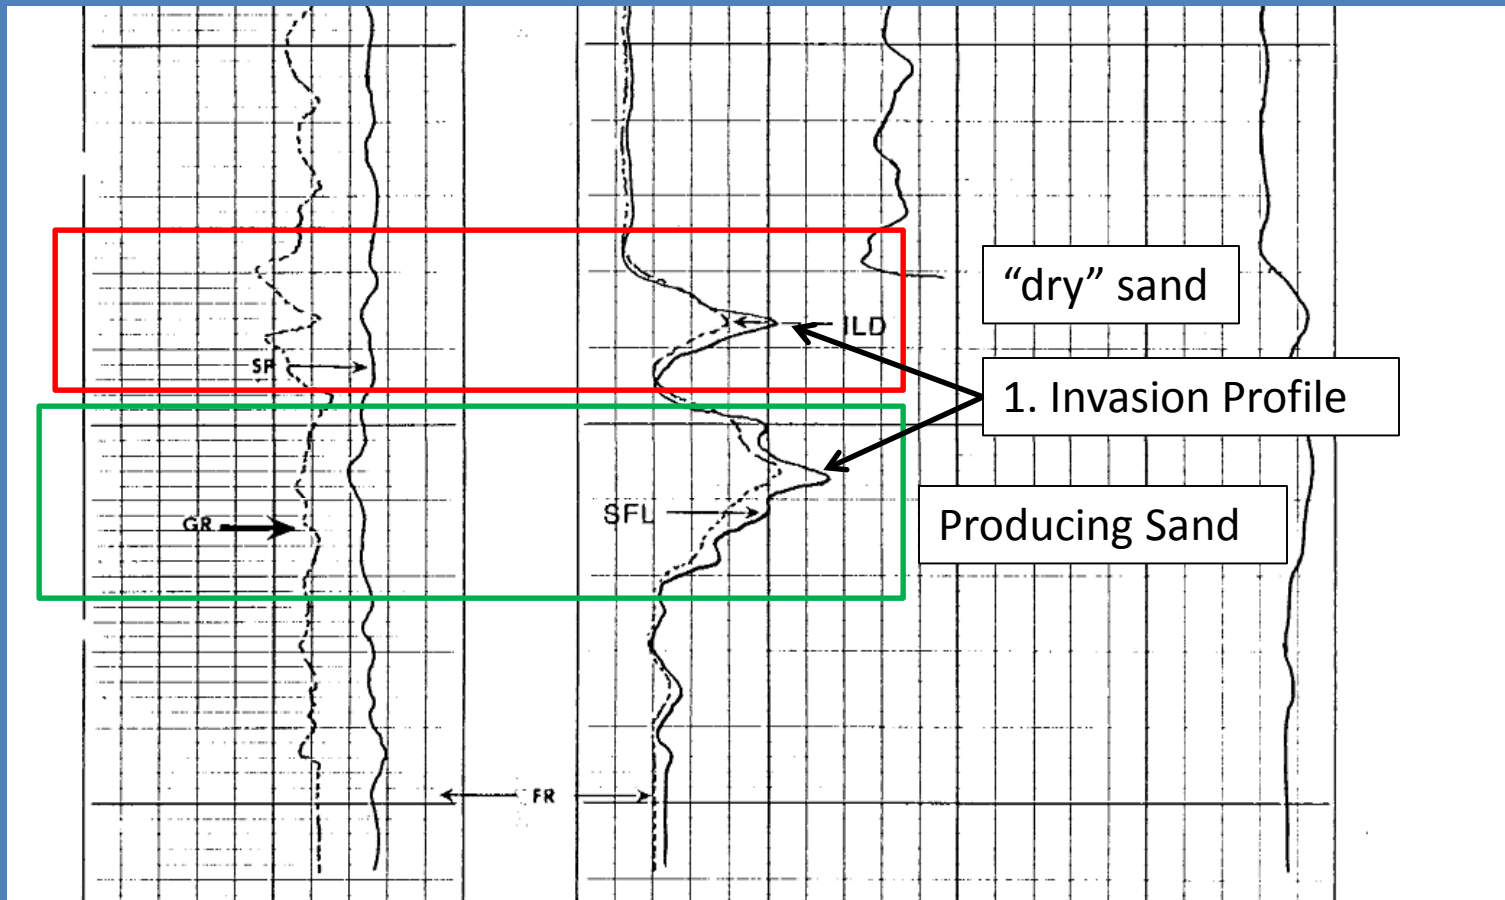 "dry" sand
ILD
SP
1. Invasion Profile
Producing Sand
SFL
GR
FR